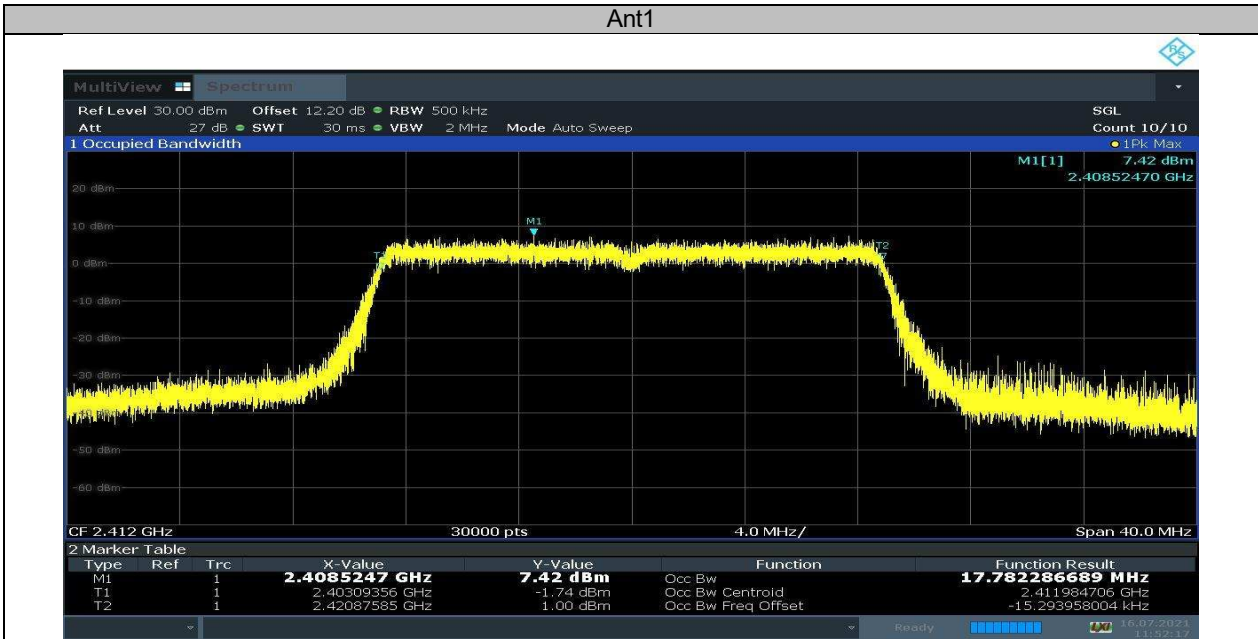 Ant1
R&S
MultiView Spectrum
Ref Level 30.00 dBm Offset 12.20 dB RBW 500 kHz SGL
Att 27 dB SWT 30 ms VBW 2 MHz Mode Auto Sweep Count 10/10
1 Occupied Bandwidth 1Pk Max
M1[1] 7.42 dBm
2.40852470 GHz
20 dBm
M1
10 dBm
T2
0 dBm
-10 dBm
-20 dBm
-30 dBm
-50 dBm
-60 dBm
CF 2.412 GHz 30000 pts 4.0 MHz/ Span 40.0 MHz
2 Marker Table
Type Ref Trc X-Value Y-Value Function Function Result
M1 1 2.4085247 GHz 7.42 dBm Occ Bw 17.782286689 MHz
T1 1 2.40309356 GHz -1.74 dBm Occ Bw Centroid 2.411984706 GHz
T2 1 2.42087585 GHz 1.00 dBm Occ Bw Freq Offset -15.293958004 kHz
Ready 16.07.2021
11:52:17